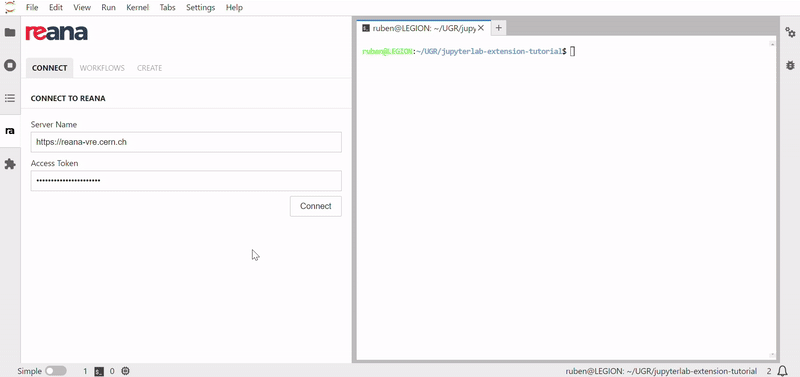 File Edit View Run Kernel Tabs Settings Help
reana
CONNECT WORKFLOWS CREATE
CONNECT TO REANA
Server Name
https://reana-vre.cern.ch
Access Token
••••••••••••••••••••••
Connect
ra
ruben@LEGION: ~/UGR/jupy
ruben@LEGION:~/UGR/jupyterlab-extension-tutorial$
Simple 1 0 ruben@LEGION: ~/UGR/jupyterlab-extension-tutorial 2